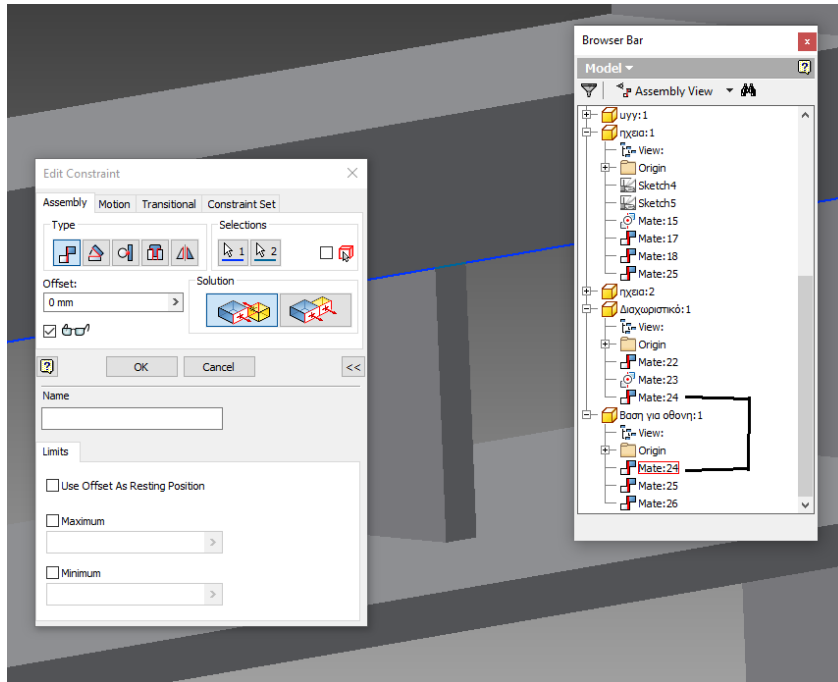 Browser Bar
x
Model
?
Assembly View
uyy:1
ηχεια:1
View:
Origin
Sketch4
Sketch5
Mate:15
Mate:17
Mate:18
Mate:25
ηχεια:2
Διαχωριστικό:1
View:
Origin
Mate:22
Mate:23
Mate:24
Βαση για οθονη:1
View:
Origin
Mate:24
Mate:25
Mate:26
Edit Constraint
Assembly Motion Transitional Constraint Set
Type Selections
1 2
Offset: Solution
0 mm >
? OK Cancel <<
Name
Limits
Use Offset As Resting Position
Maximum
>
Minimum
>